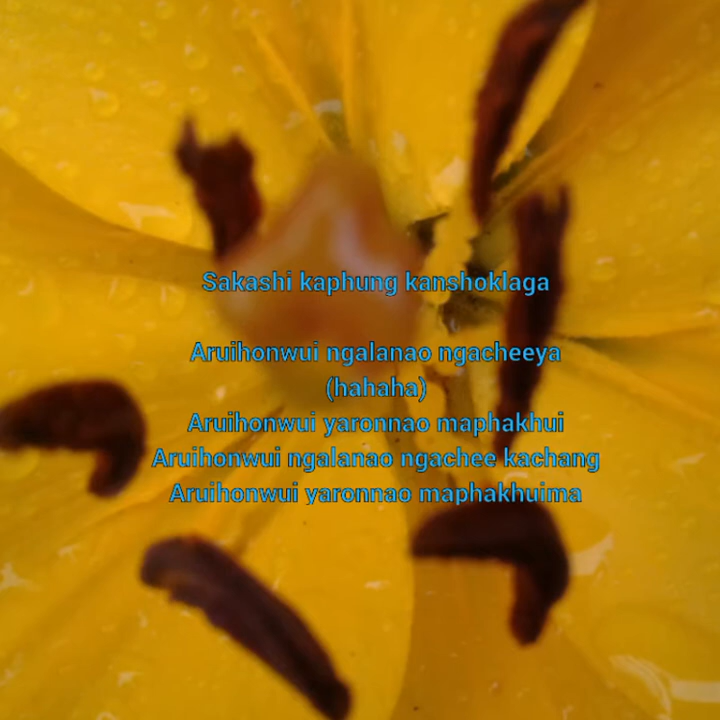 Sakashi kaphung kanshoklaga
Aruihonwui ngalanao ngacheeya
(hahaha)
Aruihonwui yaronnao maphakhui
Aruihonwui ngalanao ngachee kachang
Aruihonwui yaronnao maphakhuima